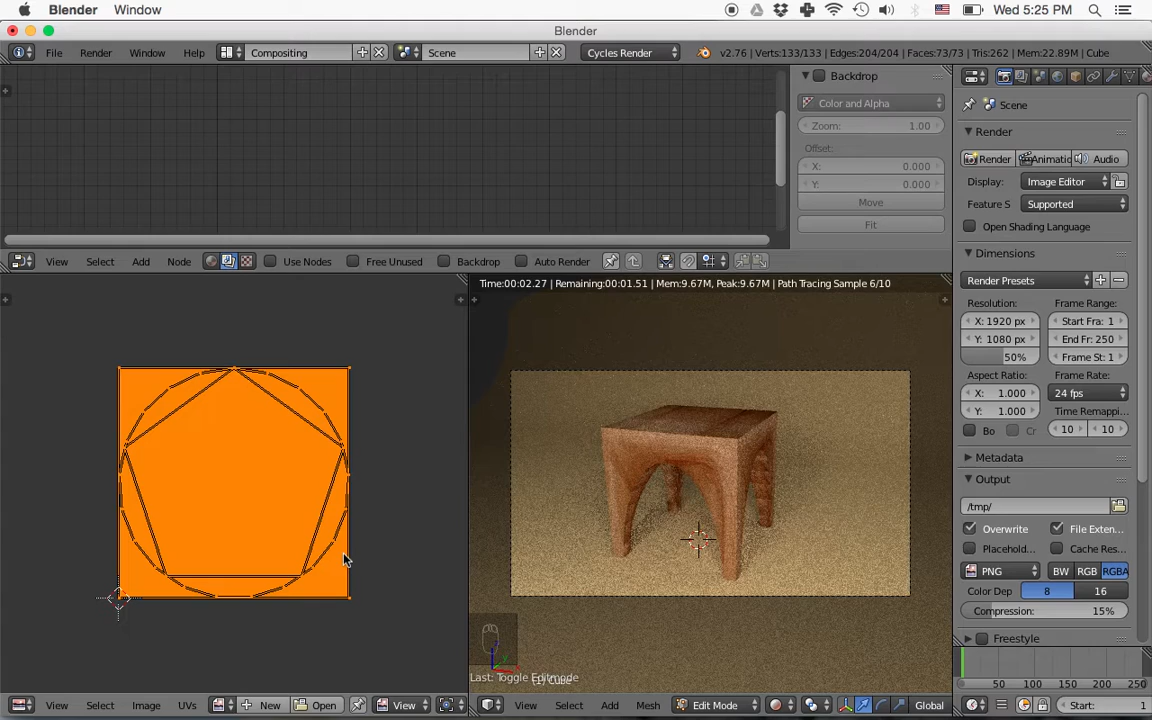 Blender Window Wed 5:25 PM
Blender
File Render Window Help Compositing Scene Cycles Render v2.76 | Verts:133/133 | Edges:204/204 | Faces:73/73 | Tris:262 | Mem:22.89M | Cube
Backdrop
Color and Alpha
Zoom: 1.00
Offset:
X: 0.000
Y: 0.000
Move
Fit
View Select Add Node Use Nodes Free Unused Backdrop Auto Render
Time:00:02.27 | Remaining:00:01.51 | Mem:9.67M, Peak:9.67M | Path Tracing Sample 6/10
Last: Toggle Editmode
(1) Cube
View Select Image UVs New Open View
View Select Add Mesh Edit Mode Global
Scene
Render
Render Animatic Audio
Display: Image Editor
Feature S Supported
Open Shading Language
Dimensions
Render Presets
Resolution: Frame Range:
X: 1920 px Start Fra: 1
Y: 1080 px End Fr: 250
50% Frame St: 1
Aspect Ratio: Frame Rate:
X: 1.000 24 fps
Y: 1.000 Time Remappi...
Bo Cr 10 10
Metadata
Output
/tmp/
Overwrite File Exten...
Placehold... Cache Res...
PNG BW RGB RGBA
Color Dep 8 16
Compression: 15%
Freestyle
50 100 150 200 250
Start: 1